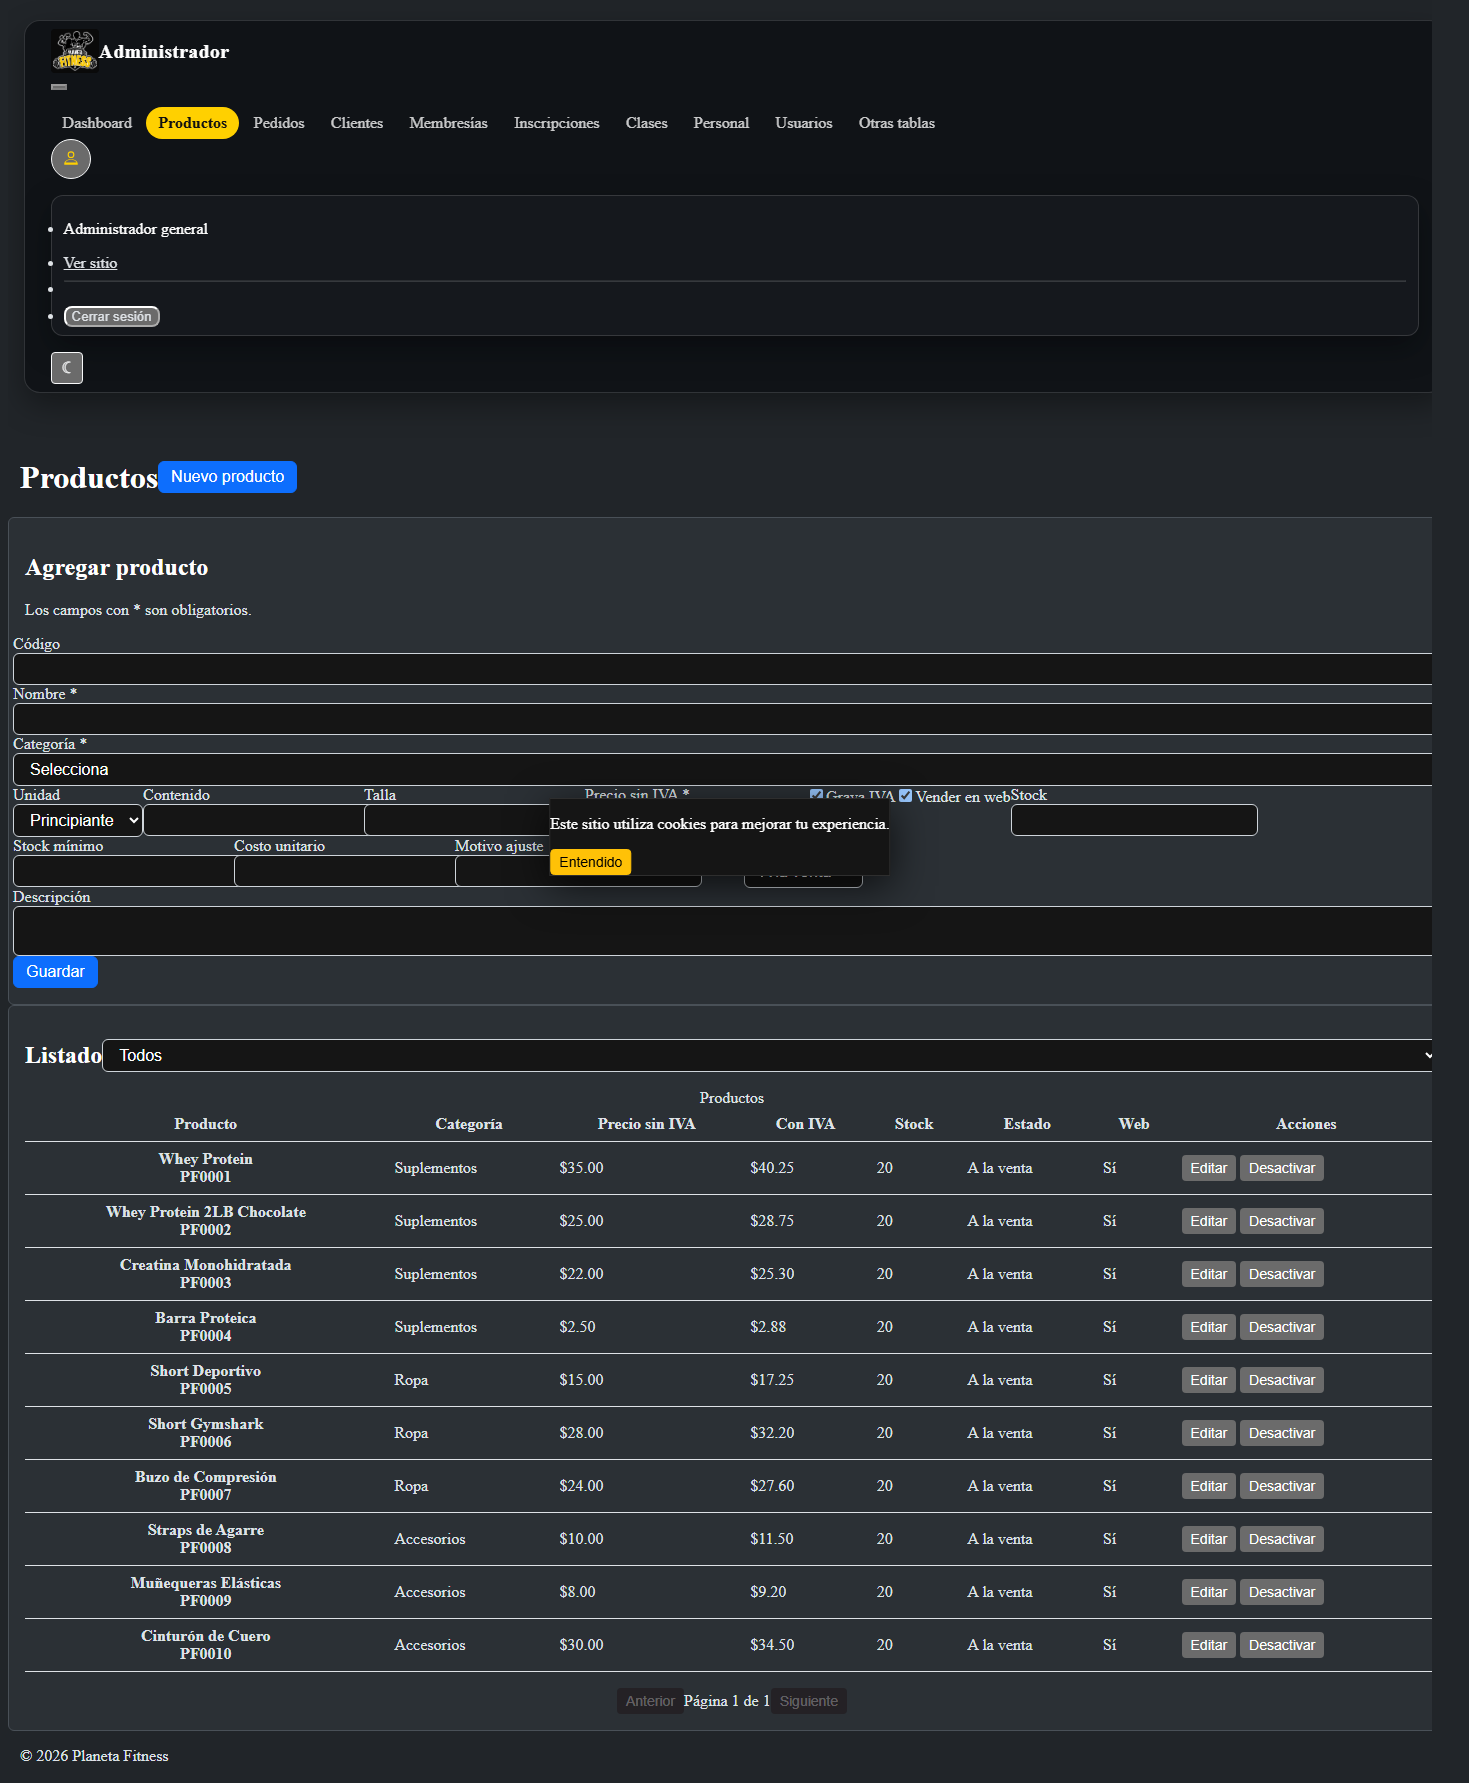 PLANETA
FITNESS
Administrador
Dashboard Productos Pedidos Clientes Membresías Inscripciones Clases Personal Usuarios Otras tablas
Administrador general
Ver sitio
Cerrar sesión
Productos Nuevo producto
Agregar producto
Los campos con * son obligatorios.
Código
Nombre *
Categoría *
Selecciona
Unidad Contenido Talla Precio sin IVA * Grava IVA Vender en web Stock
Principiante
Stock mínimo Costo unitario Motivo ajuste
Este sitio utiliza cookies para mejorar tu experiencia.
Entendido
Descripción
Guardar
Listado Todos
Productos
Producto Categoría Precio sin IVA Con IVA Stock Estado Web Acciones
Whey Protein
PF0001 Suplementos $35.00 $40.25 20 A la venta Sí Editar Desactivar
Whey Protein 2LB Chocolate
PF0002 Suplementos $25.00 $28.75 20 A la venta Sí Editar Desactivar
Creatina Monohidratada
PF0003 Suplementos $22.00 $25.30 20 A la venta Sí Editar Desactivar
Barra Proteica
PF0004 Suplementos $2.50 $2.88 20 A la venta Sí Editar Desactivar
Short Deportivo
PF0005 Ropa $15.00 $17.25 20 A la venta Sí Editar Desactivar
Short Gymshark
PF0006 Ropa $28.00 $32.20 20 A la venta Sí Editar Desactivar
Buzo de Compresión
PF0007 Ropa $24.00 $27.60 20 A la venta Sí Editar Desactivar
Straps de Agarre
PF0008 Accesorios $10.00 $11.50 20 A la venta Sí Editar Desactivar
Muñequeras Elásticas
PF0009 Accesorios $8.00 $9.20 20 A la venta Sí Editar Desactivar
Cinturón de Cuero
PF0010 Accesorios $30.00 $34.50 20 A la venta Sí Editar Desactivar
Anterior Página 1 de 1 Siguiente
© 2026 Planeta Fitness